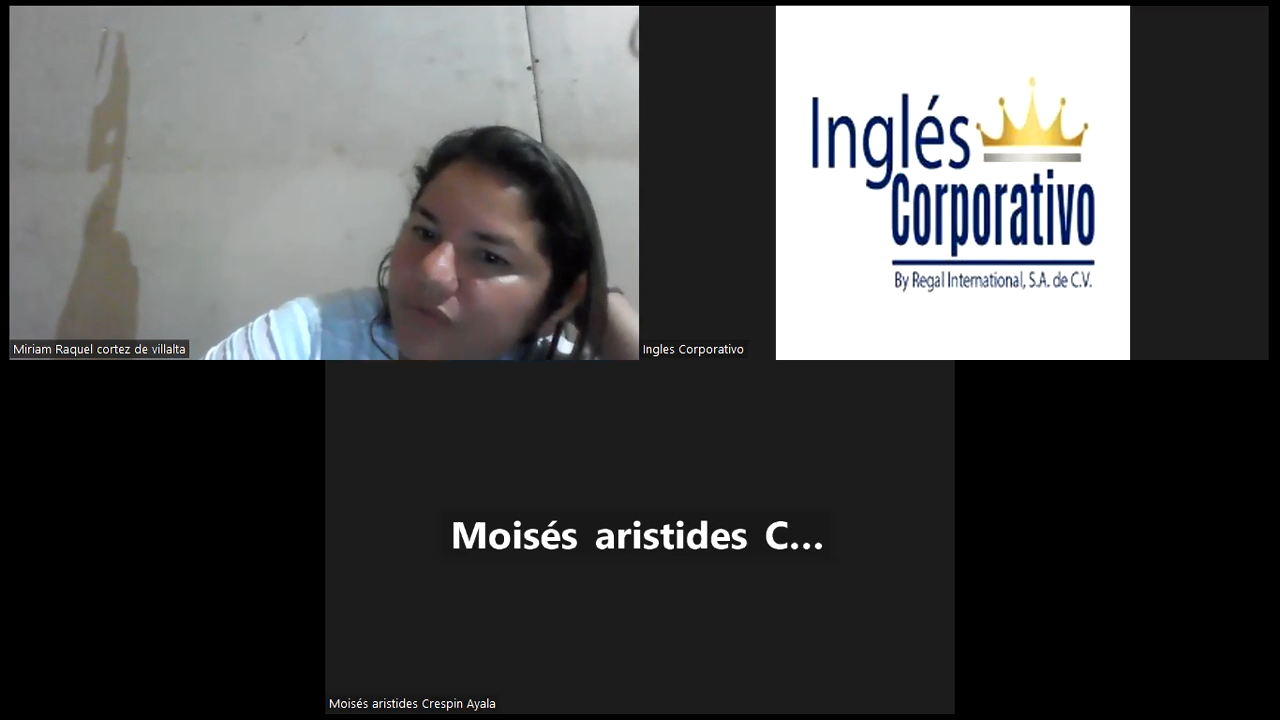 Inglés
Corporativo
By Regal International, S.A. de C.V.
Miriam Raquel cortez de villalta
Ingles Corporativo
Moisés aristides C...
Moisés aristides Crespin Ayala